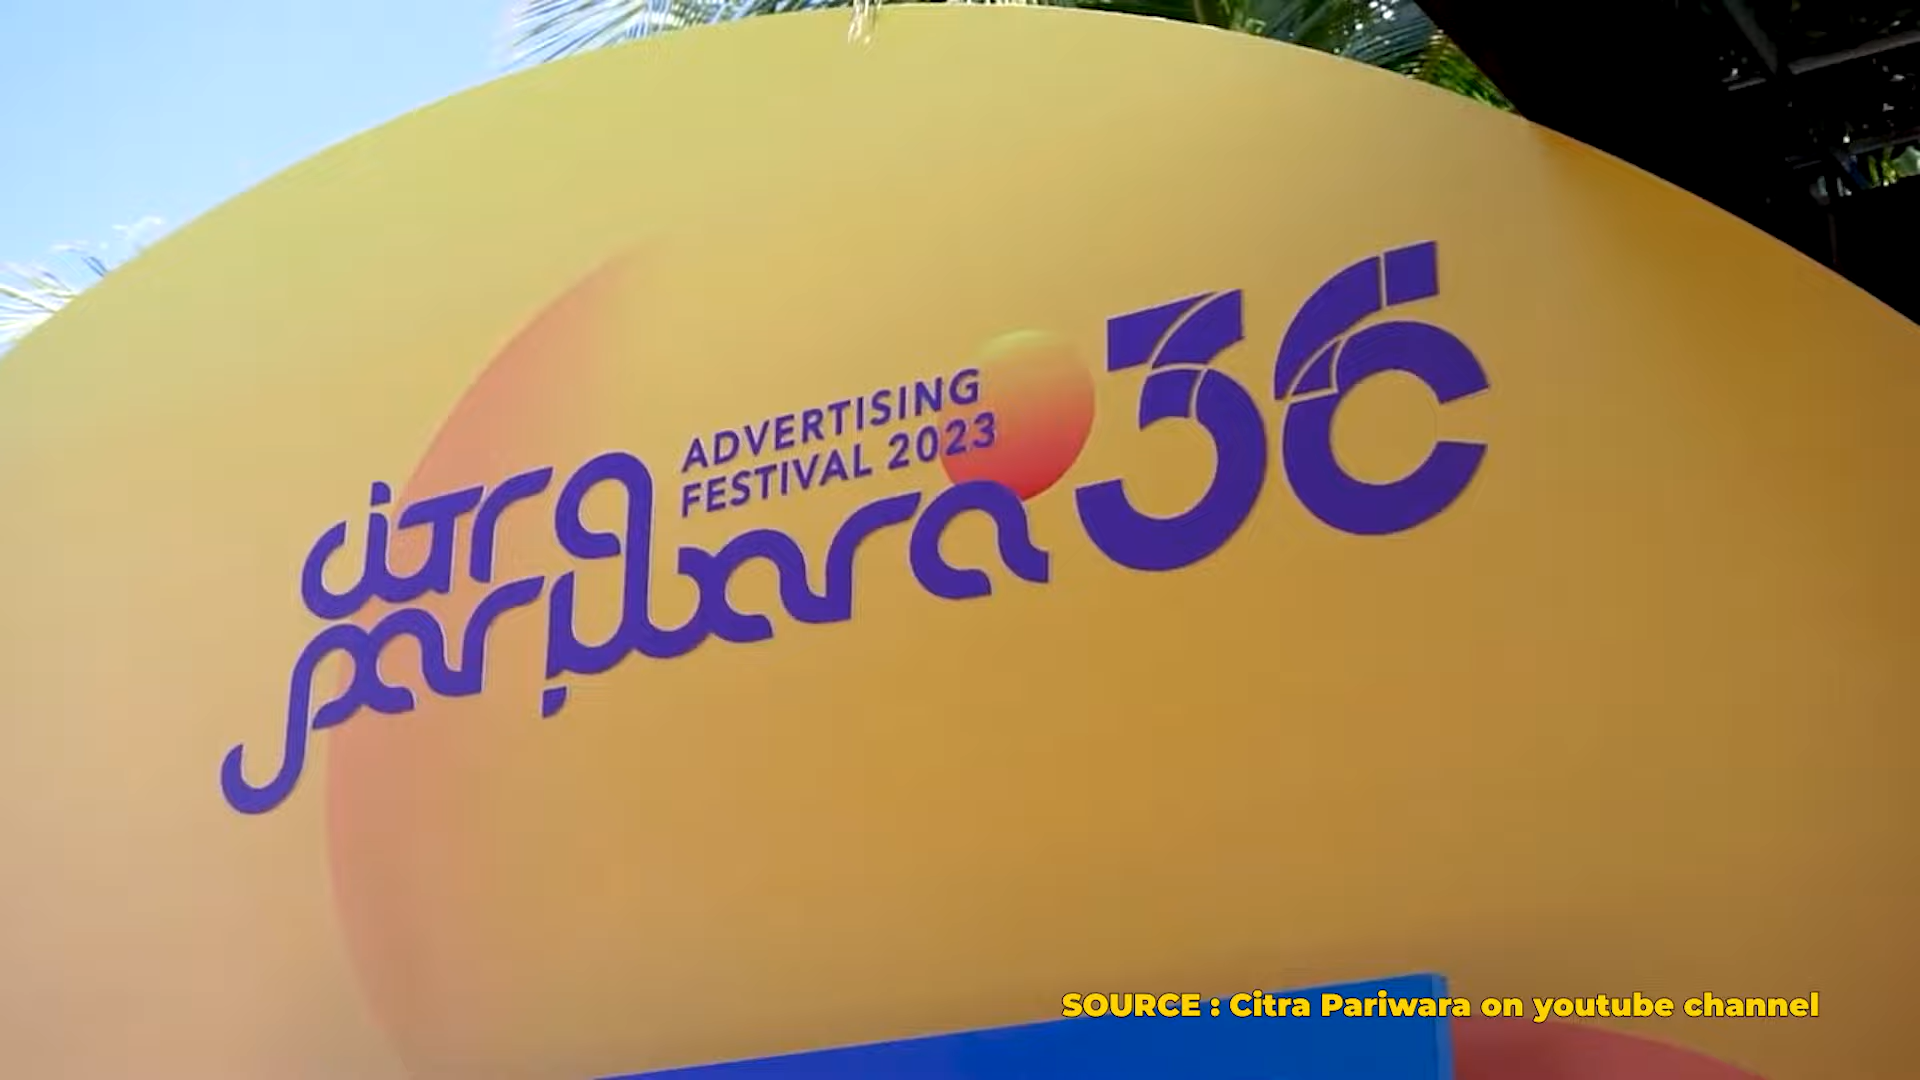 citra
ADVERTISING
FESTIVAL 2023
pariwara
36
SOURCE : Citra Pariwara on youtube channel